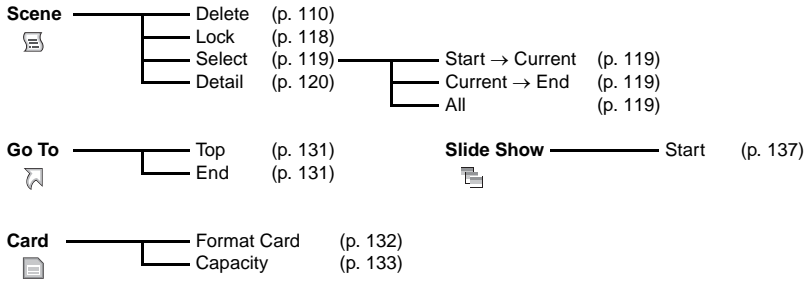 Scene Delete (p. 110)
Lock (p. 118)
Select (p. 119) Start → Current (p. 119)
Detail (p. 120) Current → End (p. 119)
All (p. 119)
Go To Top (p. 131) Slide Show Start (p. 137)
End (p. 131)
Card Format Card (p. 132)
Capacity (p. 133)